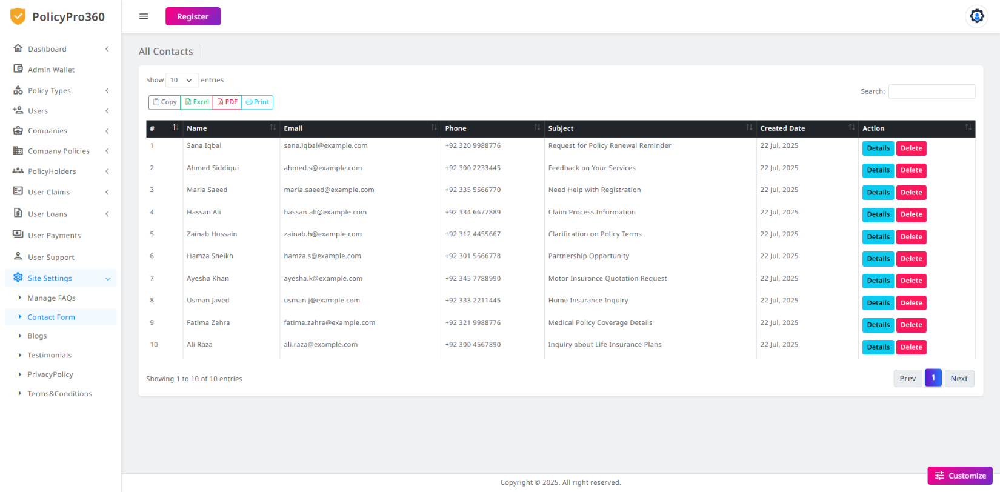 PolicyPro360
Register
Dashboard
Admin Wallet
Policy Types
Users
Companies
Company Policies
PolicyHolders
User Claims
User Loans
User Payments
User Support
Site Settings
Manage FAQs
Contact Form
Blogs
Testimonials
PrivacyPolicy
Terms&Conditions
All Contacts
Show 10 entries
Search:
Copy Excel PDF Print
# Name Email Phone Subject Created Date Action
1 Sana Iqbal sana.iqbal@example.com +92 320 9988776 Request for Policy Renewal Reminder 22 Jul, 2025 Details Delete
2 Ahmed Siddiqui ahmed.s@example.com +92 300 2233445 Feedback on Your Services 22 Jul, 2025 Details Delete
3 Maria Saeed maria.saeed@example.com +92 335 5566770 Need Help with Registration 22 Jul, 2025 Details Delete
4 Hassan Ali hassan.ali@example.com +92 334 6677889 Claim Process Information 22 Jul, 2025 Details Delete
5 Zainab Hussain zainab.h@example.com +92 312 4455667 Clarification on Policy Terms 22 Jul, 2025 Details Delete
6 Hamza Sheikh hamza.s@example.com +92 301 5566778 Partnership Opportunity 22 Jul, 2025 Details Delete
7 Ayesha Khan ayesha.k@example.com +92 345 7788990 Motor Insurance Quotation Request 22 Jul, 2025 Details Delete
8 Usman Javed usman.j@example.com +92 333 2211445 Home Insurance Inquiry 22 Jul, 2025 Details Delete
9 Fatima Zahra fatima.zahra@example.com +92 321 9988776 Medical Policy Coverage Details 22 Jul, 2025 Details Delete
10 Ali Raza ali.raza@example.com +92 300 4567890 Inquiry about Life Insurance Plans 22 Jul, 2025 Details Delete
Showing 1 to 10 of 10 entries
Prev 1 Next
Customize
Copyright © 2025. All right reserved.